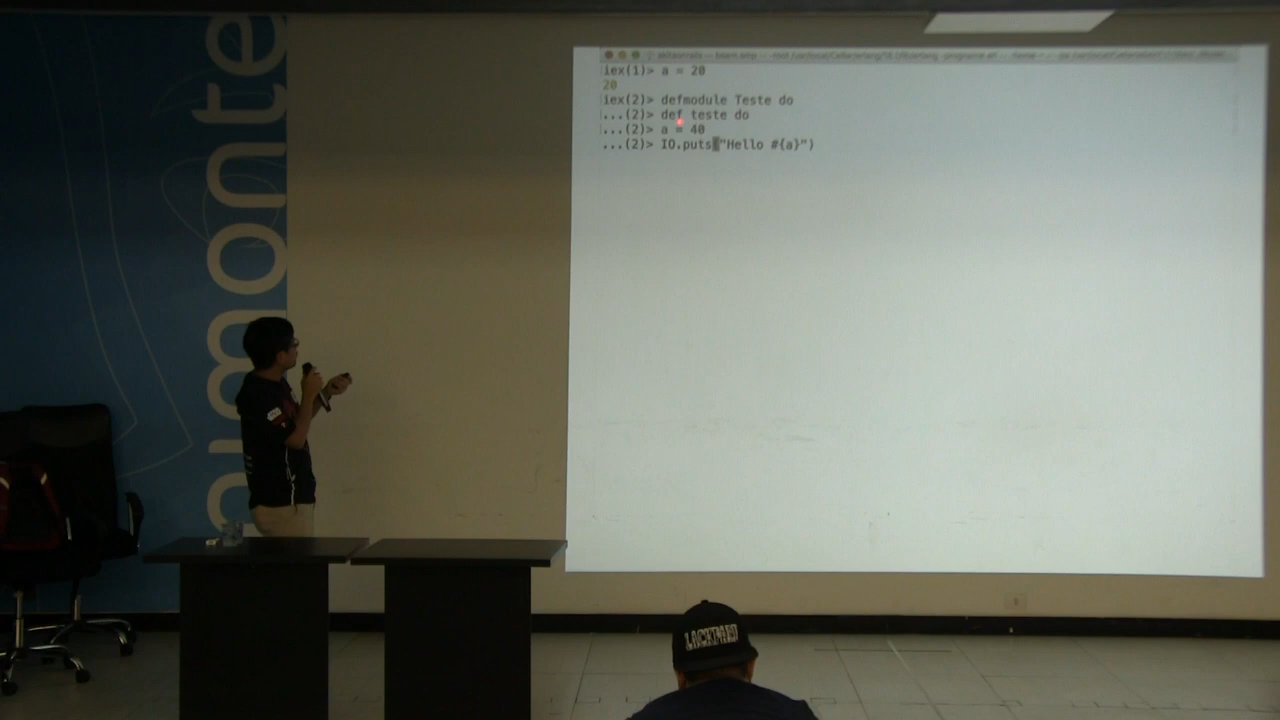 iex(1)> a = 20
20
iex(2)> defmodule Teste do
...(2)> def teste do
...(2)> a = 40
...(2)> IO.puts("Hello #{a}")
umonte